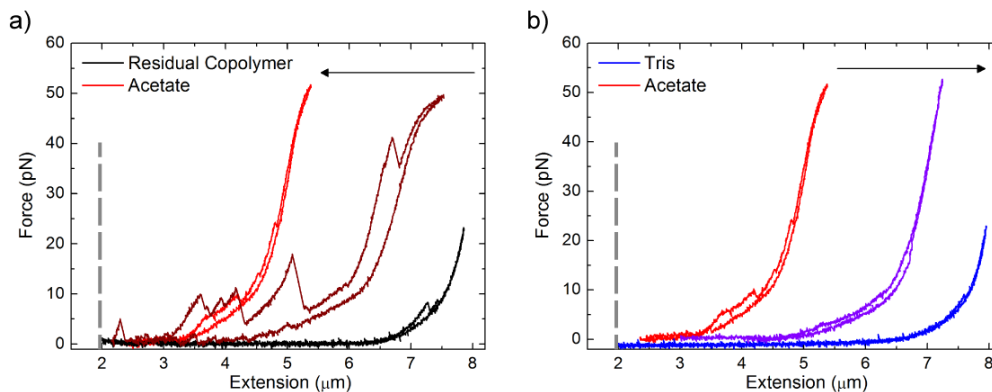 a)
Residual Copolymer
Acetate
Force (pN)
60
50
40
30
20
10
0
2 3 4 5 6 7 8
Extension (μm)
b)
Tris
Acetate
Force (pN)
60
50
40
30
20
10
0
2 3 4 5 6 7 8
Extension (μm)